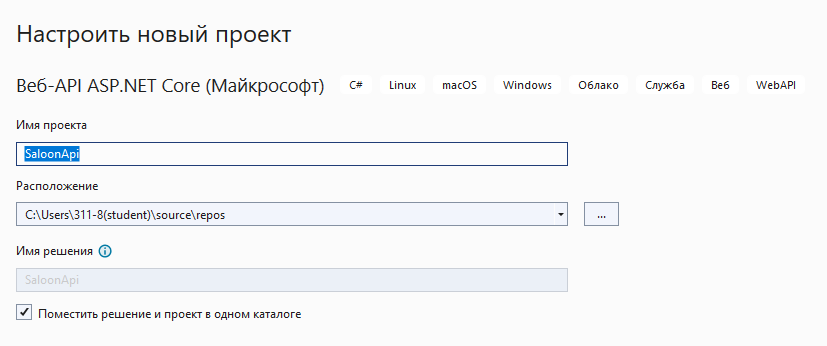 Настроить новый проект
Веб-API ASP.NET Core (Майкрософт) C# Linux macOS Windows Облако Служба Веб WebAPI
Имя проекта
SaloonApi
Расположение
C:\Users\311-8(student)\source\repos ...
Имя решения
SaloonApi
Поместить решение и проект в одном каталоге